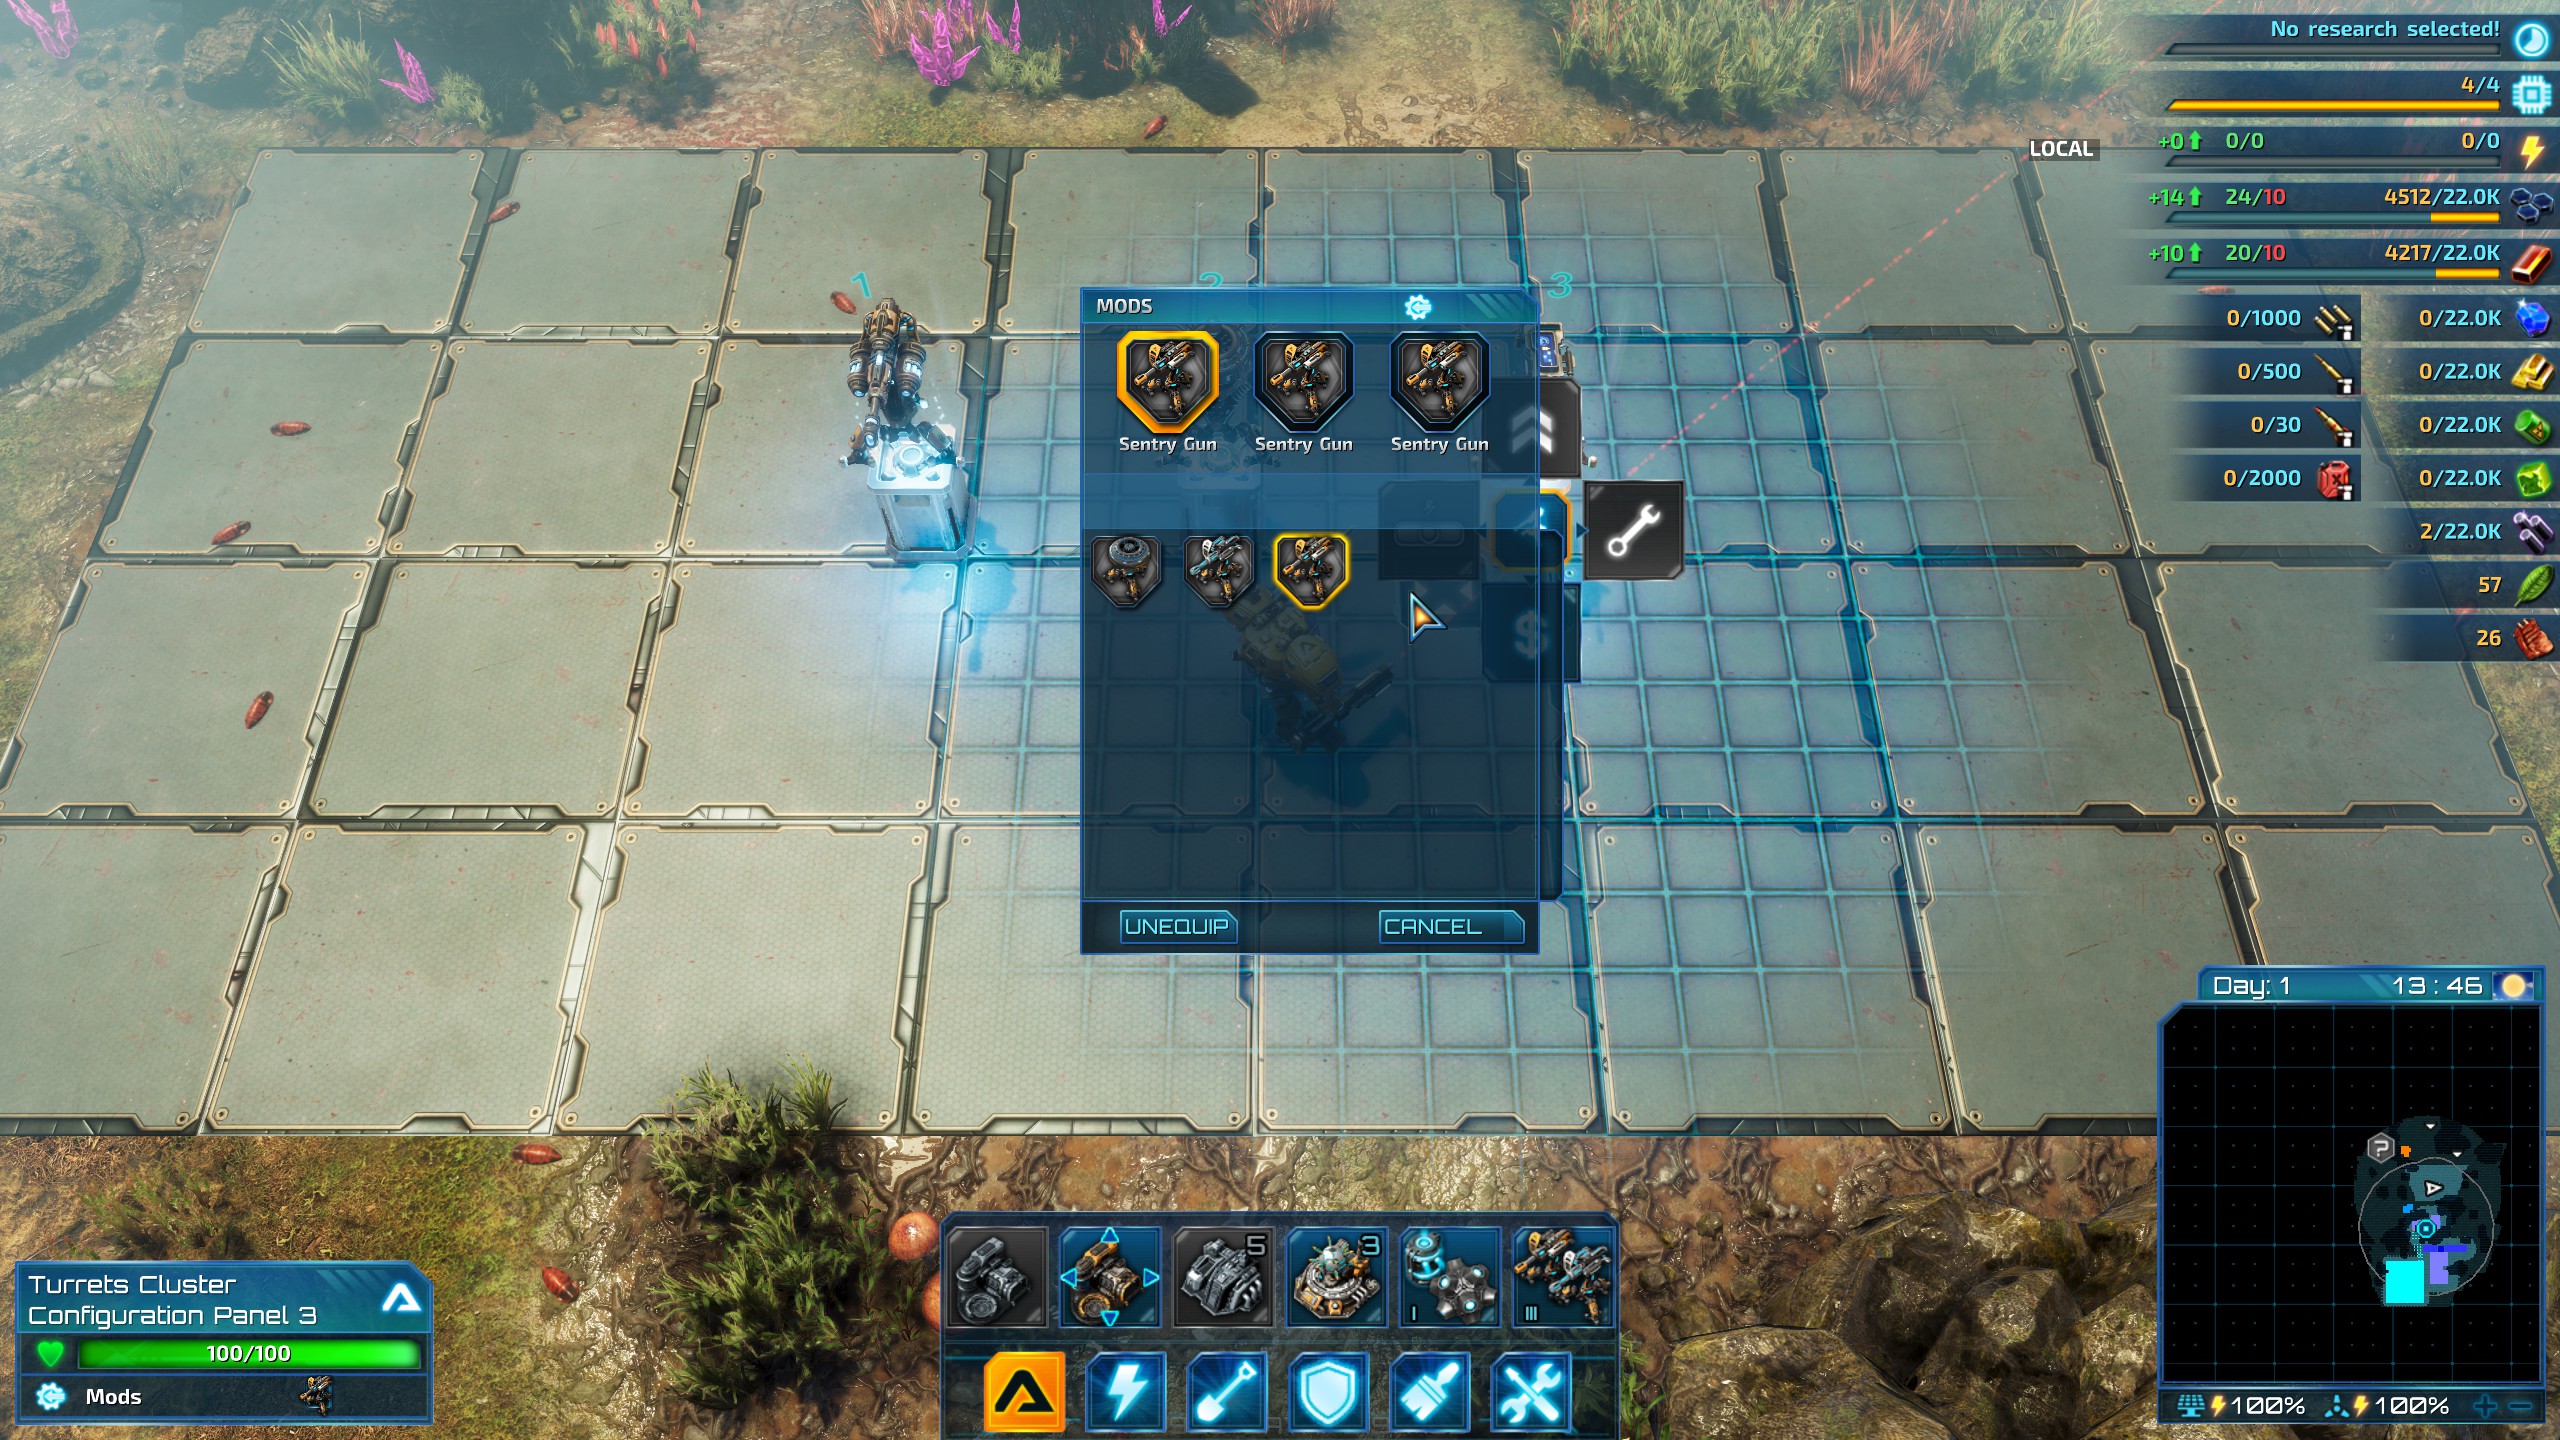 No research selected!
4/4
LOCAL
+0 0/0 0/0
+14 24/10 4512/22.0K
+10 20/10 4217/22.0K
0/1000 0/22.0K
0/500 0/22.0K
0/30 0/22.0K
0/2000 0/22.0K
2/22.0K
57
26
1
2
3
MODS
Sentry Gun Sentry Gun Sentry Gun
$
UNEQUIP CANCEL
Day: 1 13:46
?
100% 100%
5 3
I III
Turrets Cluster
Configuration Panel 3
100/100
Mods